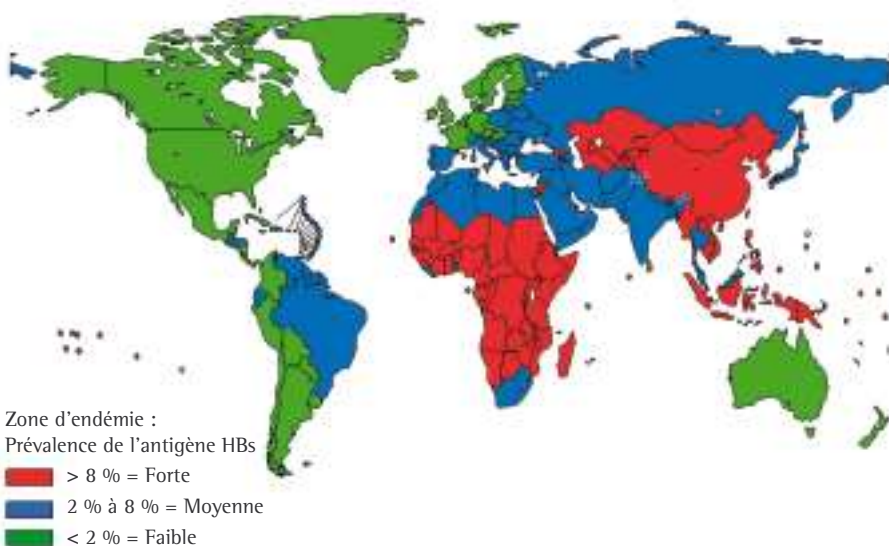 Zone d'endémie :
Prévalence de l'antigène HBs
> 8 % = Forte
2 % à 8 % = Moyenne
< 2 % = Faible